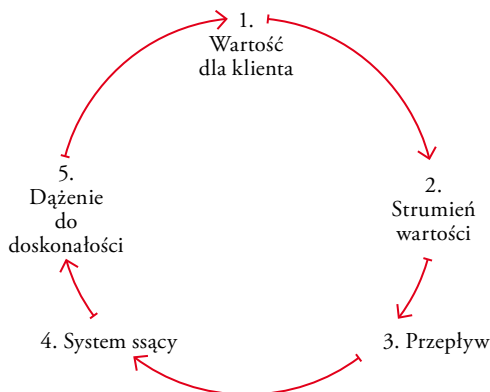 1.
Wartość
dla klienta
2.
Strumień
wartości
3. Przepływ
4. System ssący
5.
Dążenie
do
doskonałości